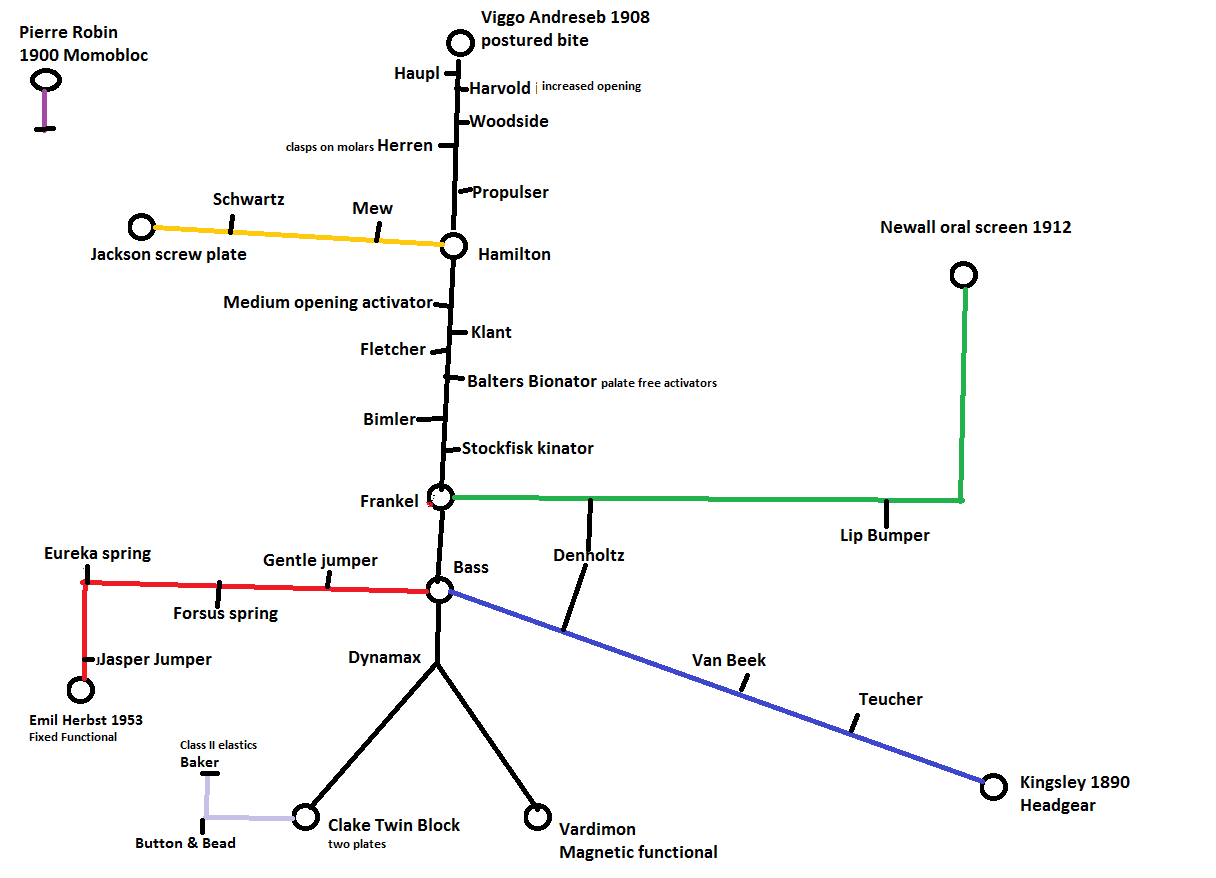 Viggo Andreseb 1908
postured bite
Pierre Robin
1900 Momobloc
Haupl
Harvold i increased opening
Woodside
clasps on molars Herren
Propulser
Schwartz
Mew
Newall oral screen 1912
Jackson screw plate
Hamilton
Medium opening activator
Klant
Fletcher
Balters Bionator palate free activators
Bimler
Stockfisk kinator
Frankel
Lip Bumper
Eureka spring
Gentle jumper
Bass
Denholtz
Forsus spring
Jasper Jumper
Dynamax
Van Beek
Teucher
Emil Herbst 1953
Fixed Functional
Class II elastics
Baker
Kingsley 1890
Headgear
Button & Bead
Clake Twin Block
two plates
Vardimon
Magnetic functional